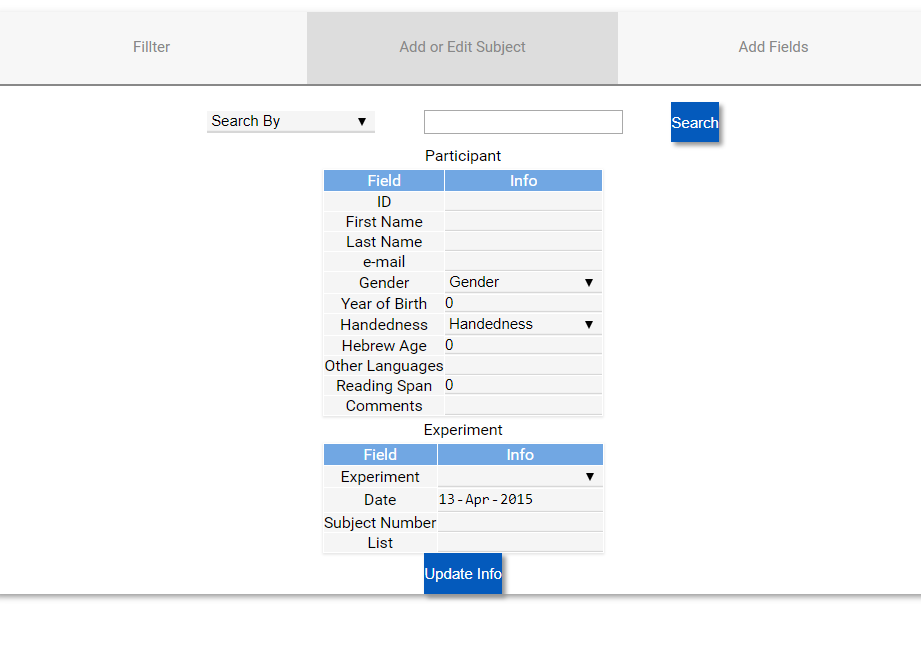 Fillter Add or Edit Subject Add Fields
Search By ▼ Search
Participant
Field Info
ID
First Name
Last Name
e-mail
Gender Gender ▼
Year of Birth 0
Handedness Handedness ▼
Hebrew Age 0
Other Languages
Reading Span 0
Comments
Experiment
Field Info
Experiment ▼
Date 13-Apr-2015
Subject Number
List
Update Info